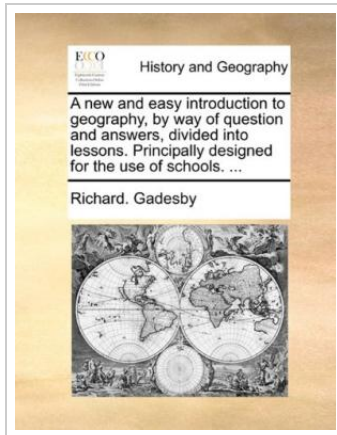 ECCO
History and Geography
A new and easy introduction to
geography, by way of question
and answers, divided into
lessons. Principally designed
for the use of schools. ...
Richard. Gadesby